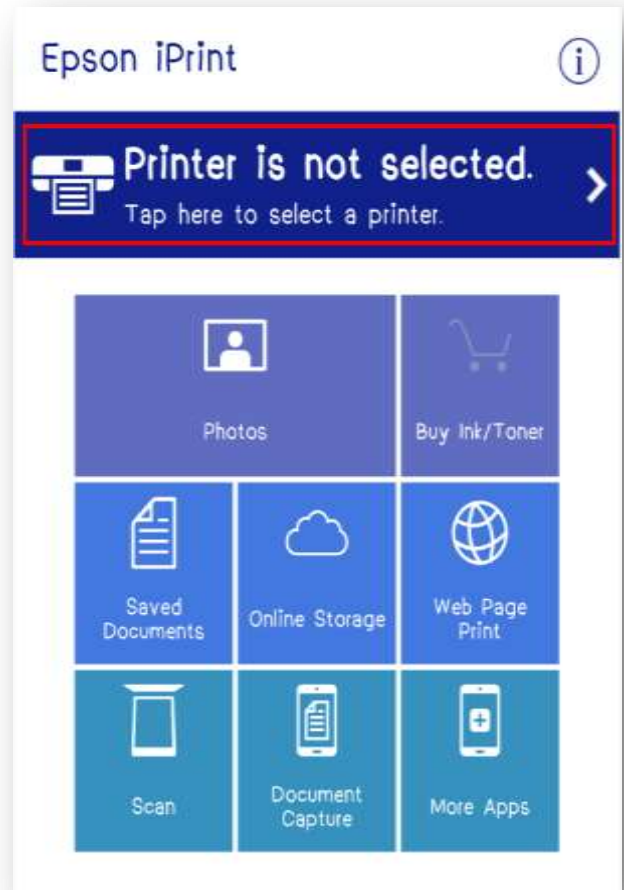 Epson iPrint
Printer is not selected.
Tap here to select a printer.
Photos
Buy Ink/Toner
Saved
Documents
Online Storage
Web Page
Print
Scan
Document
Capture
More Apps